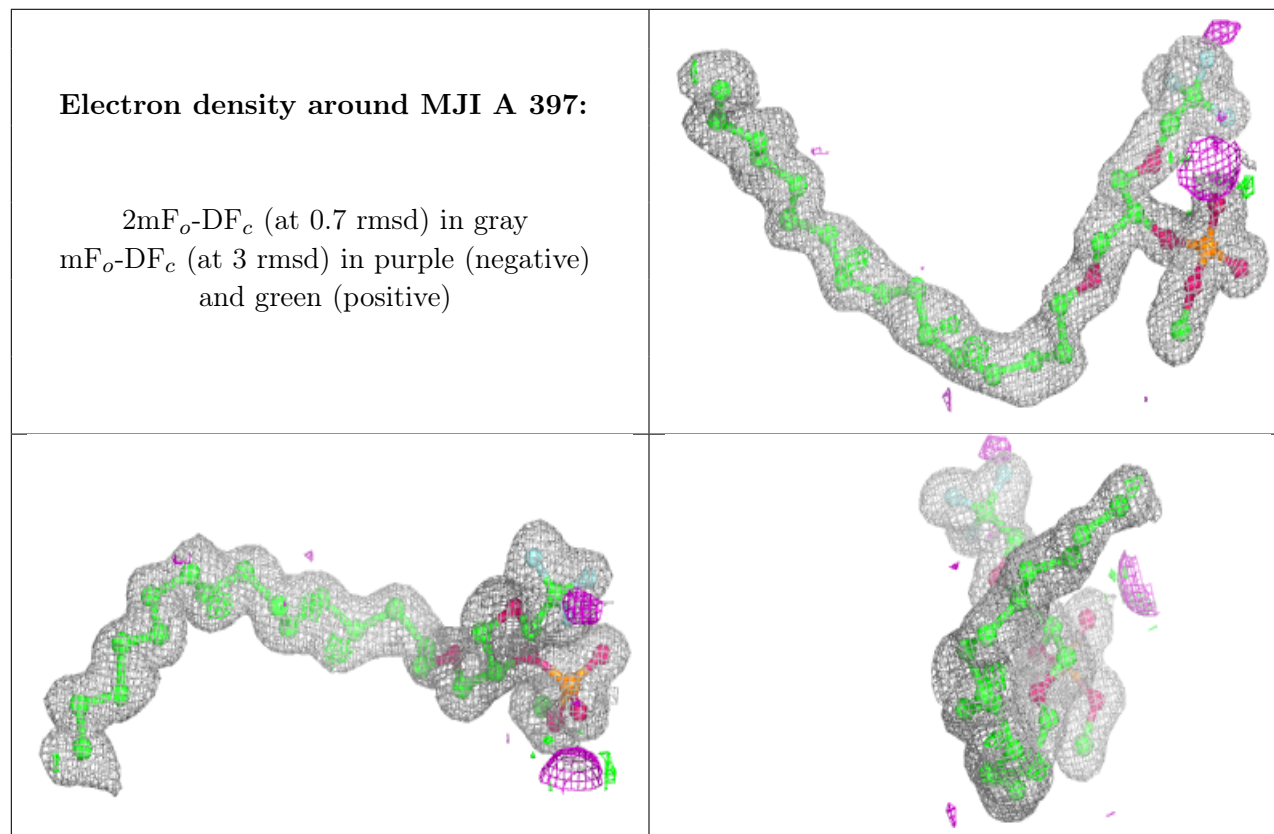 Electron density around MJI A 397:
2mFo-DFc (at 0.7 rmsd) in gray
mFo-DFc (at 3 rmsd) in purple (negative)
and green (positive)